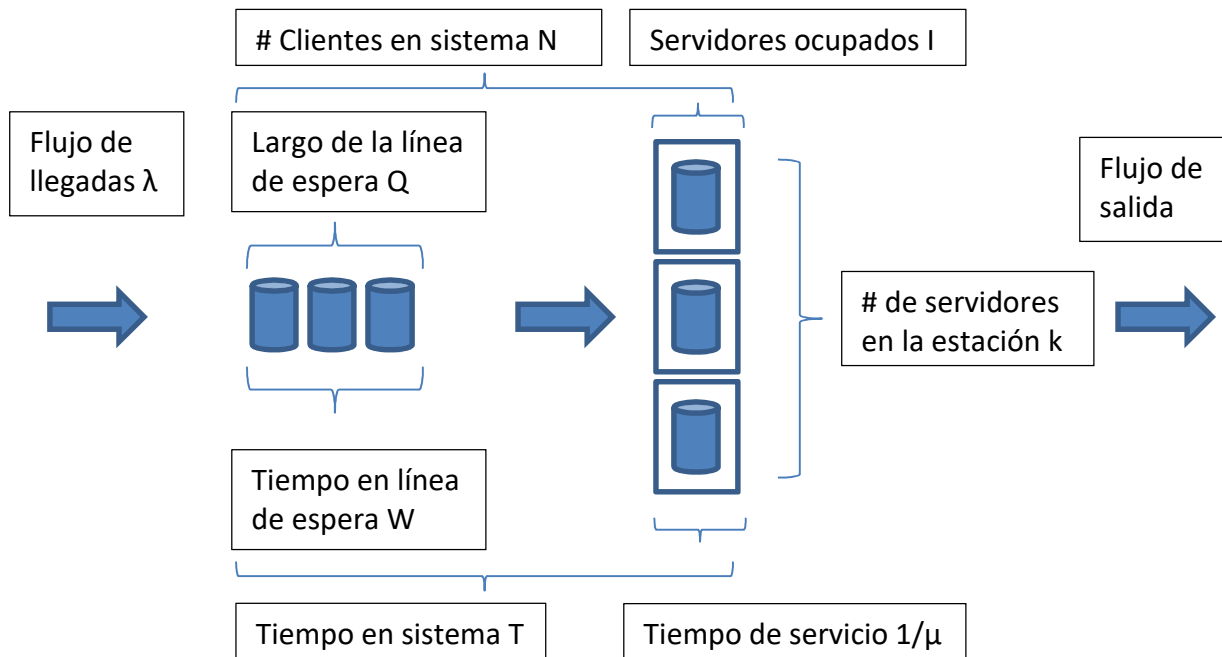 # Clientes en sistema N
Servidores ocupados I
Flujo de
llegadas λ
Largo de la línea
de espera Q
Flujo de
salida
# de servidores
en la estación k
Tiempo en línea
de espera W
Tiempo en sistema T
Tiempo de servicio 1/μ